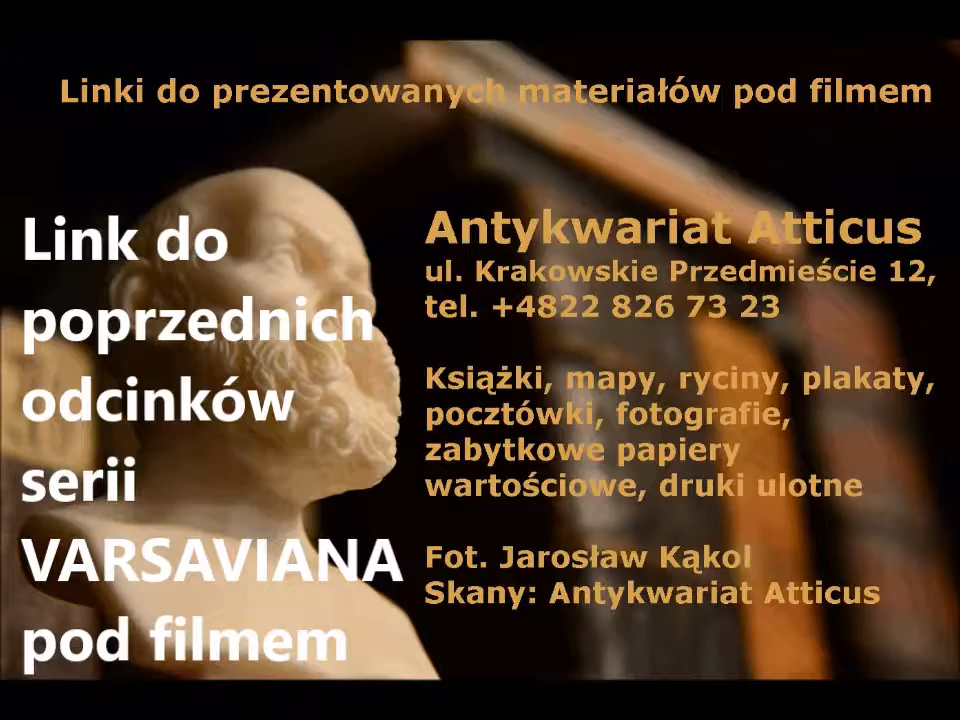 Linki do prezentowanych materiałów pod filmem
Link do
poprzednich
odcinków
serii
VARSAVIANA
pod filmem
Antykwariat Atticus
ul. Krakowskie Przedmieście 12,
tel. +4822 826 73 23
Książki, mapy, ryciny, plakaty,
pocztówki, fotografie,
zabytkowe papiery
wartościowe, druki ulotne
Fot. Jarosław Kąkol
Skany: Antykwariat Atticus